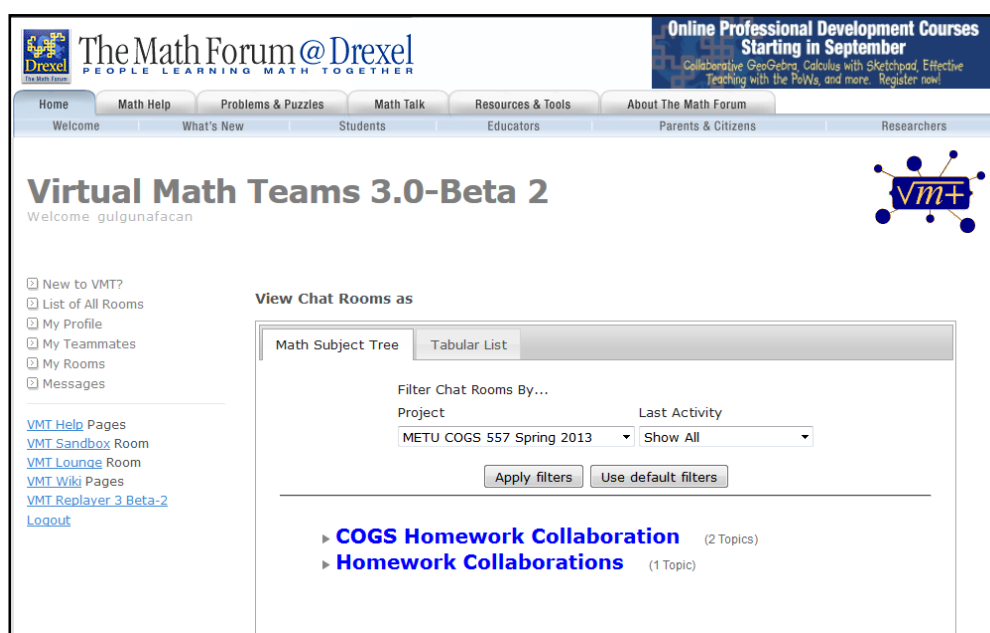 Drexel
The Math Forum
The Math Forum @ Drexel
PEOPLE LEARNING MATH TOGETHER
Online Professional Development Courses
Starting in September
Collaborative GeoGebra, Calculus with Sketchpad, Effective
Teaching with the PoWs, and more. Register now!
Home Math Help Problems & Puzzles Math Talk Resources & Tools About The Math Forum
Welcome What's New Students Educators Parents & Citizens Researchers
Virtual Math Teams 3.0-Beta 2
Welcome gulgunafacan
√m+
New to VMT?
List of All Rooms
My Profile
My Teammates
My Rooms
Messages
VMT Help Pages
VMT Sandbox Room
VMT Lounge Room
VMT Wiki Pages
VMT Replayer 3 Beta-2
Logout
View Chat Rooms as
Math Subject Tree Tabular List
Filter Chat Rooms By...
Project Last Activity
METU COGS 557 Spring 2013 Show All
Apply filters Use default filters
COGS Homework Collaboration (2 Topics)
Homework Collaborations (1 Topic)